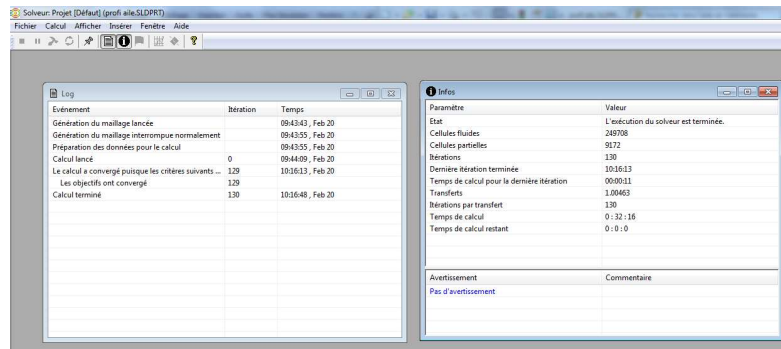 Solveur: Projet [Défaut] (profi aile.SLDPRT)
Fichier Calcul Afficher Insérer Fenêtre Aide
Log
Evénement Itération Temps
Génération du maillage lancée 09:43:43 , Feb 20
Génération du maillage interrompue normalement 09:43:55 , Feb 20
Préparation des données pour le calcul 09:43:55 , Feb 20
Calcul lancé 0 09:44:09 , Feb 20
Le calcul a convergé puisque les critères suivants ... 129 10:16:13 , Feb 20
Les objectifs ont convergé 129
Calcul terminé 130 10:16:48 , Feb 20
Infos
Paramètre Valeur
Etat L'exécution du solveur est terminée.
Cellules fluides 249708
Cellules partielles 9172
Itérations 130
Dernière itération terminée 10:16:13
Temps de calcul pour la dernière itération 00:00:11
Transferts 1.00463
Itérations par transfert 130
Temps de calcul 0 : 32 : 16
Temps de calcul restant 0 : 0 : 0
Avertissement Commentaire
Pas d'avertissement